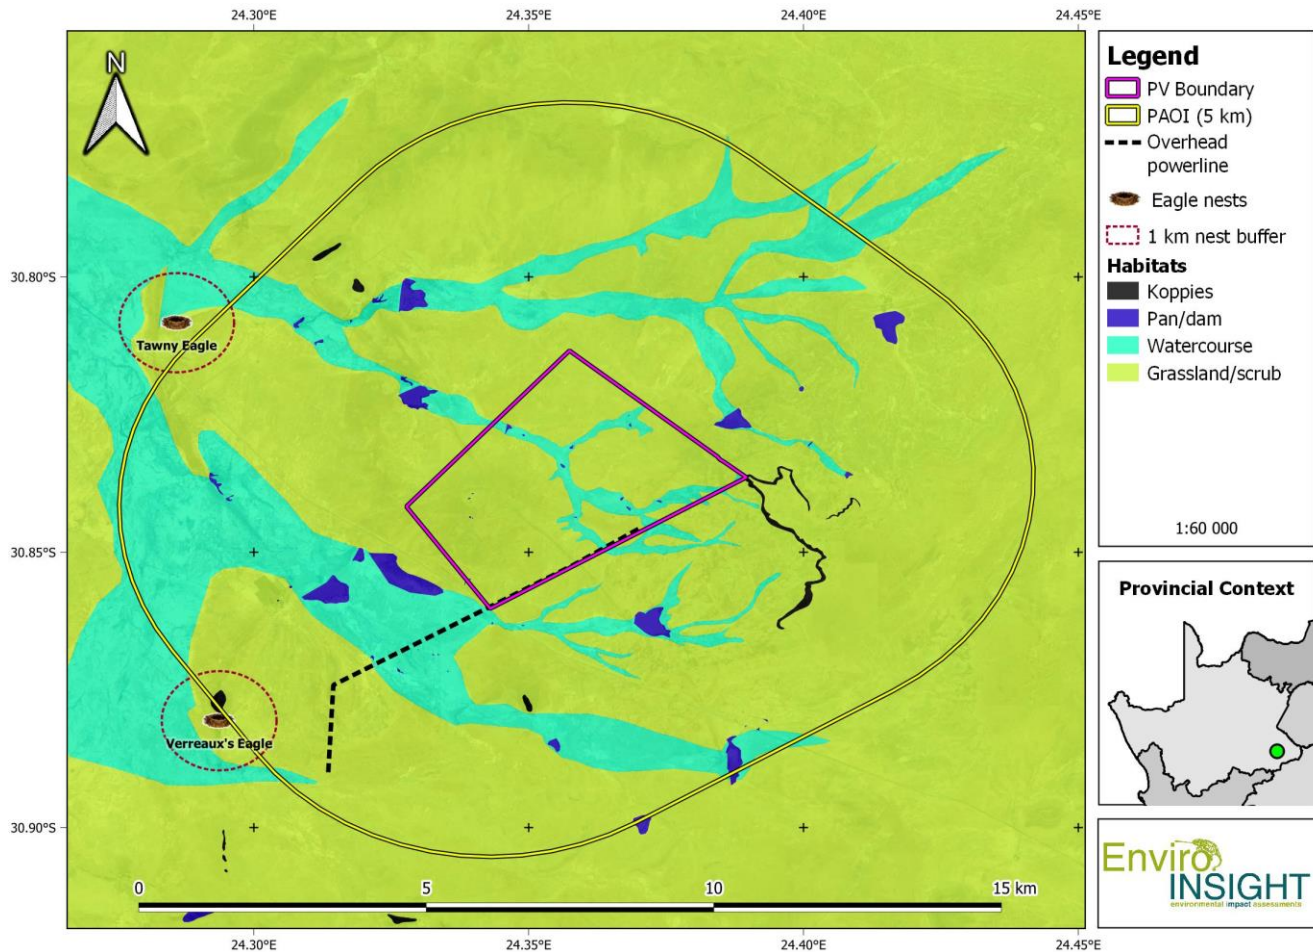 24.30°E 24.35°E 24.40°E 24.45°E
N
30.80°S
30.85°S
30.90°S
Tawny Eagle
Verreaux's Eagle
0 5 10 15 km
24.30°E 24.35°E 24.40°E 24.45°E
Legend
PV Boundary
PAOI (5 km)
Overhead
powerline
Eagle nests
1 km nest buffer
Habitats
Koppies
Pan/dam
Watercourse
Grassland/scrub
1:60 000
Provincial Context
Enviro
INSIGHT
environmental impact assessments